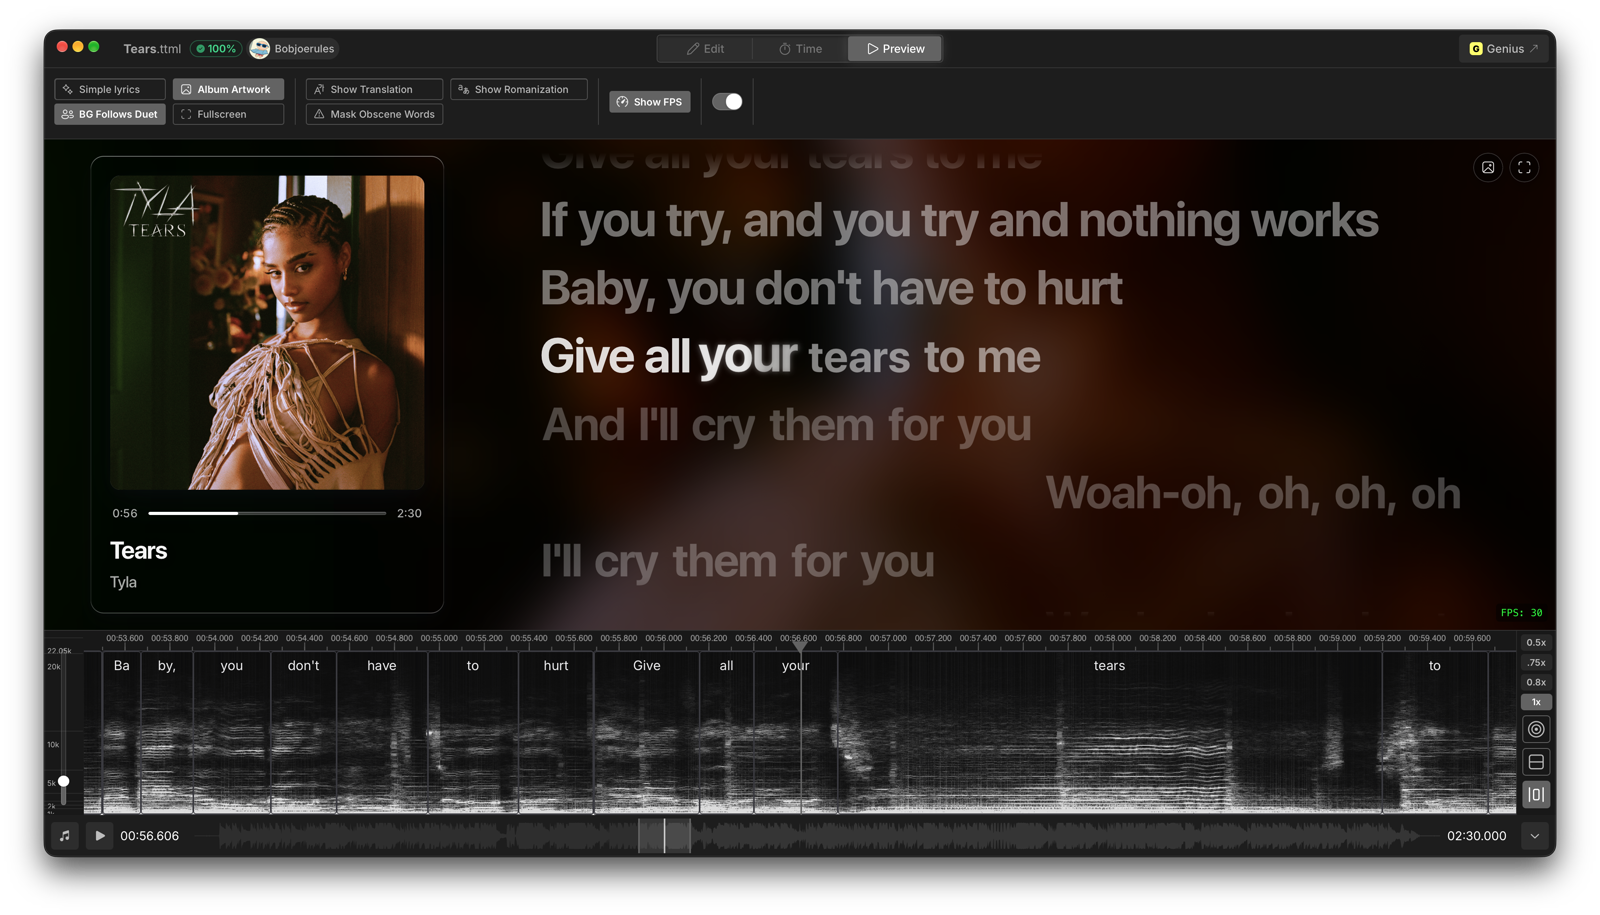 Tears.ttml
100%
Bobjoerules
Edit
Time
Preview
G Genius
Simple lyrics
Album Artwork
Show Translation
Show Romanization
BG Follows Duet
Fullscreen
Mask Obscene Words
Show FPS
TYLA
TEARS
0:56
2:30
Tears
Tyla
Give all your tears to me
If you try, and you try and nothing works
Baby, you don't have to hurt
Give all your tears to me
And I'll cry them for you
Woah-oh, oh, oh, oh
I'll cry them for you
FPS: 30
00:53.600 00:53.800 00:54.000 00:54.200 00:54.400 00:54.600 00:54.800 00:55.000 00:55.200 00:55.400 00:55.600 00:55.800 00:56.000 00:56.200 00:56.400 00:56.600 00:56.800 00:57.000 00:57.200 00:57.400 00:57.600 00:57.800 00:58.000 00:58.200 00:58.400 00:58.600 00:58.800 00:59.000 00:59.200 00:59.400 00:59.600
22.05k
20k
10k
5k
2k
Ba by, you don't have to hurt Give all your tears to
0.5x
.75x
0.8x
1x
00:56.606
02:30.000